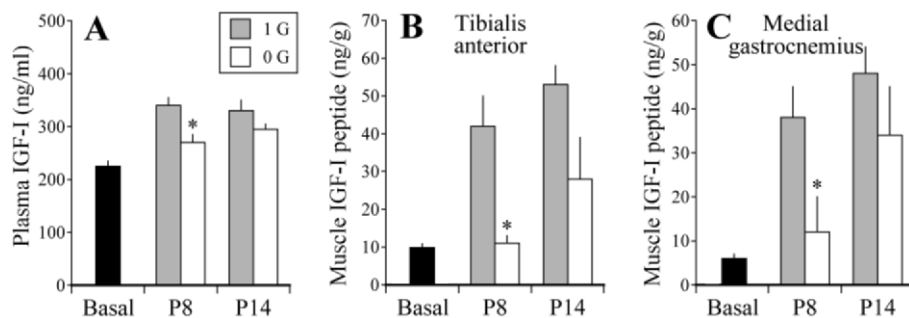 A
1 G
0 G
Plasma IGF-I (ng/ml)
500
400
300
200
100
0
*
Basal P8 P14
B
Tibialis
anterior
Muscle IGF-I peptide (ng/g)
70
60
50
40
30
20
10
0
*
Basal P8 P14
C
Medial
gastrocnemius
Muscle IGF-I peptide (ng/g)
60
50
40
30
20
10
0
*
Basal P8 P14